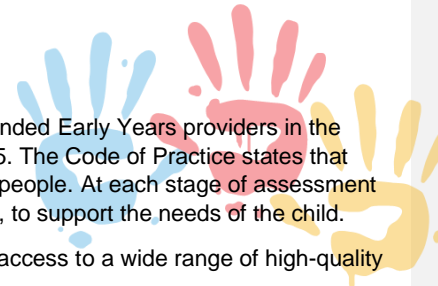 nded Early Years providers in the
5. The Code of Practice states that
people. At each stage of assessment
, to support the needs of the child.
access to a wide range of high-quality